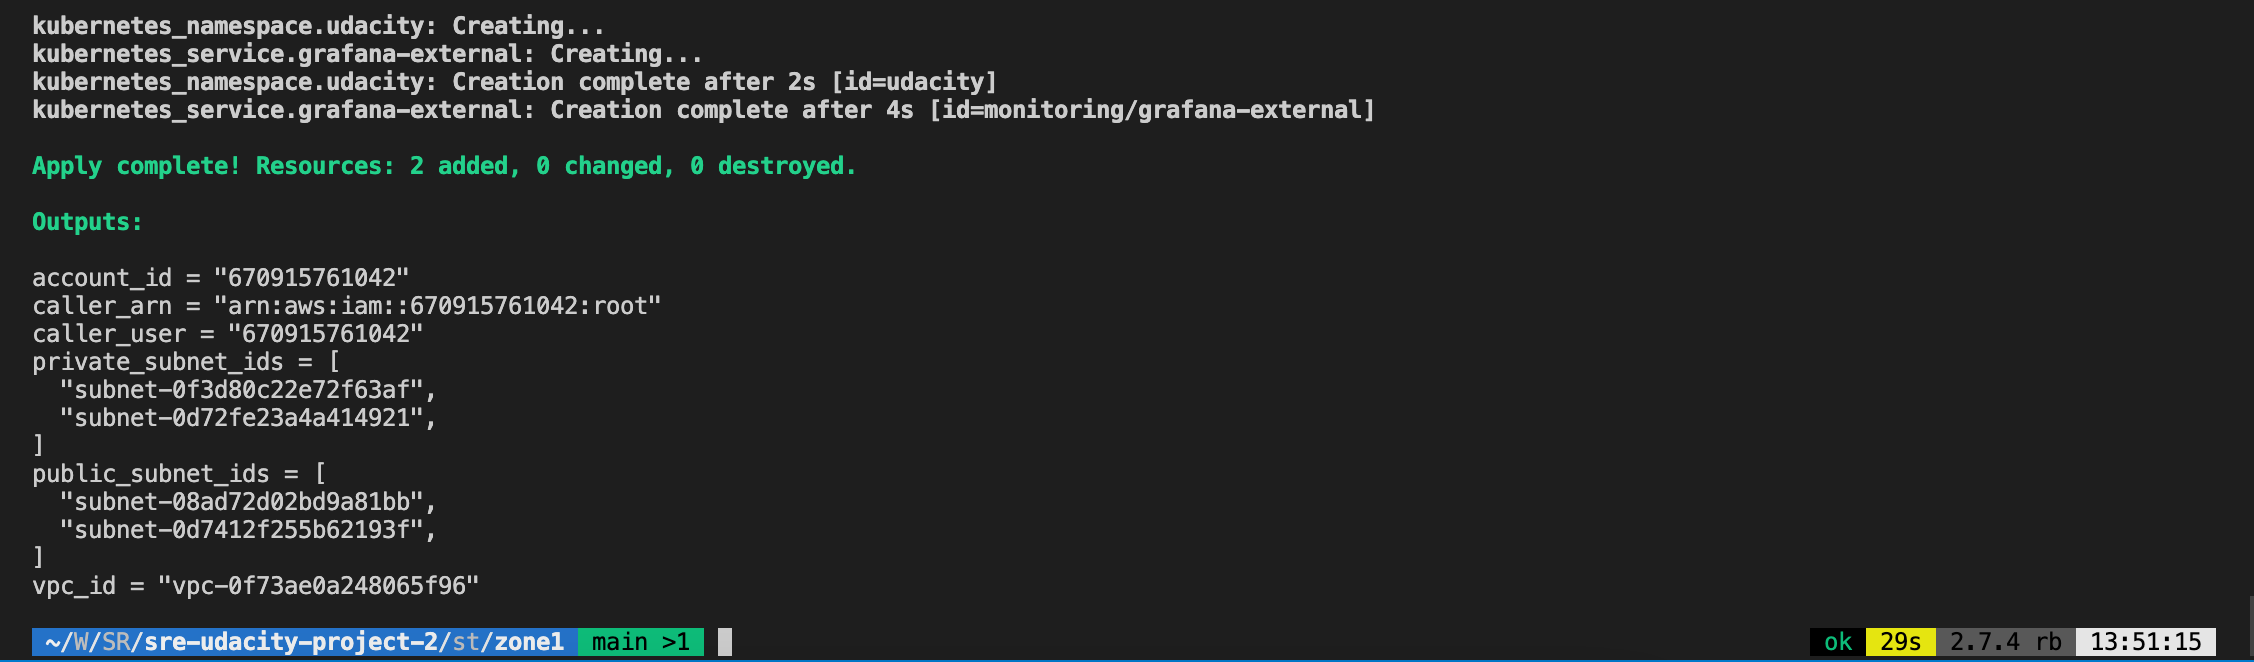 kubernetes_namespace.udacity: Creating...
kubernetes_service.grafana-external: Creating...
kubernetes_namespace.udacity: Creation complete after 2s [id=udacity]
kubernetes_service.grafana-external: Creation complete after 4s [id=monitoring/grafana-external]
Apply complete! Resources: 2 added, 0 changed, 0 destroyed.
Outputs:
account_id = "670915761042"
caller_arn = "arn:aws:iam::670915761042:root"
caller_user = "670915761042"
private_subnet_ids = [
  "subnet-0f3d80c22e72f63af",
  "subnet-0d72fe23a4a414921",
]
public_subnet_ids = [
  "subnet-08ad72d02bd9a81bb",
  "subnet-0d7412f255b62193f",
]
vpc_id = "vpc-0f73ae0a248065f96"
~/W/SR/sre-udacity-project-2/st/zone1 main >1 ok 29s 2.7.4 rb 13:51:15